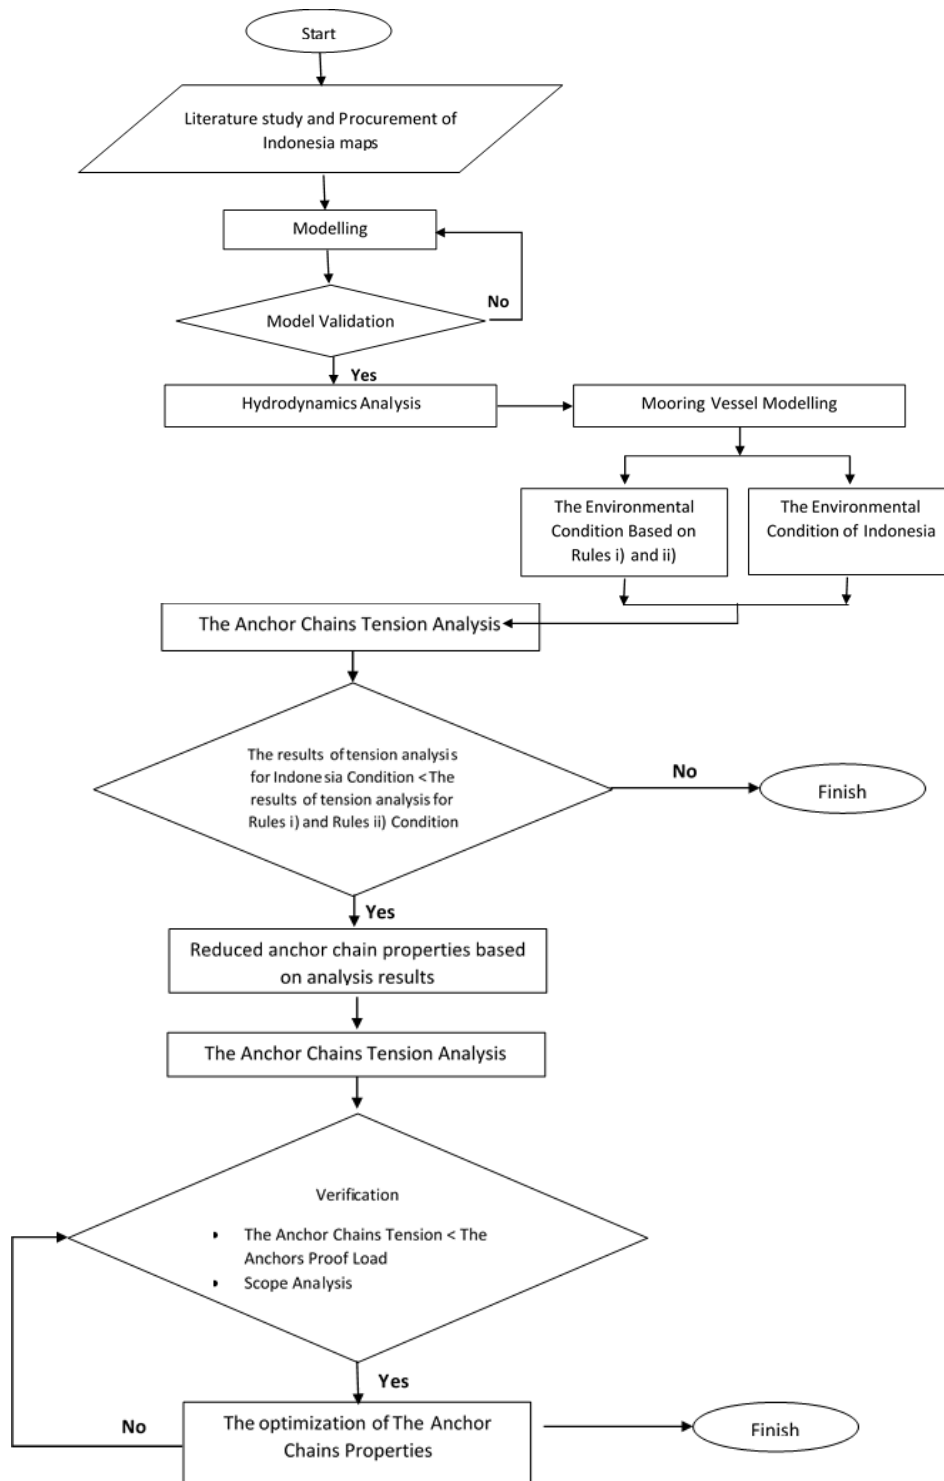 Start
Literature study and Procurement of
Indonesia maps
Modelling
No
Model Validation
Yes
Hydrodynamics Analysis
Mooring Vessel Modelling
The Environmental
Condition Based on
Rules i) and ii)
The Environmental
Condition of Indonesia
The Anchor Chains Tension Analysis
The results of tension analysis
for Indonesia Condition < The
results of tension analysis for
Rules i) and Rules ii) Condition
No
Finish
Yes
Reduced anchor chain properties based
on analysis results
The Anchor Chains Tension Analysis
Verification
The Anchor Chains Tension < The
Anchors Proof Load
Scope Analysis
Yes
No
The optimization of The Anchor
Chains Properties
Finish